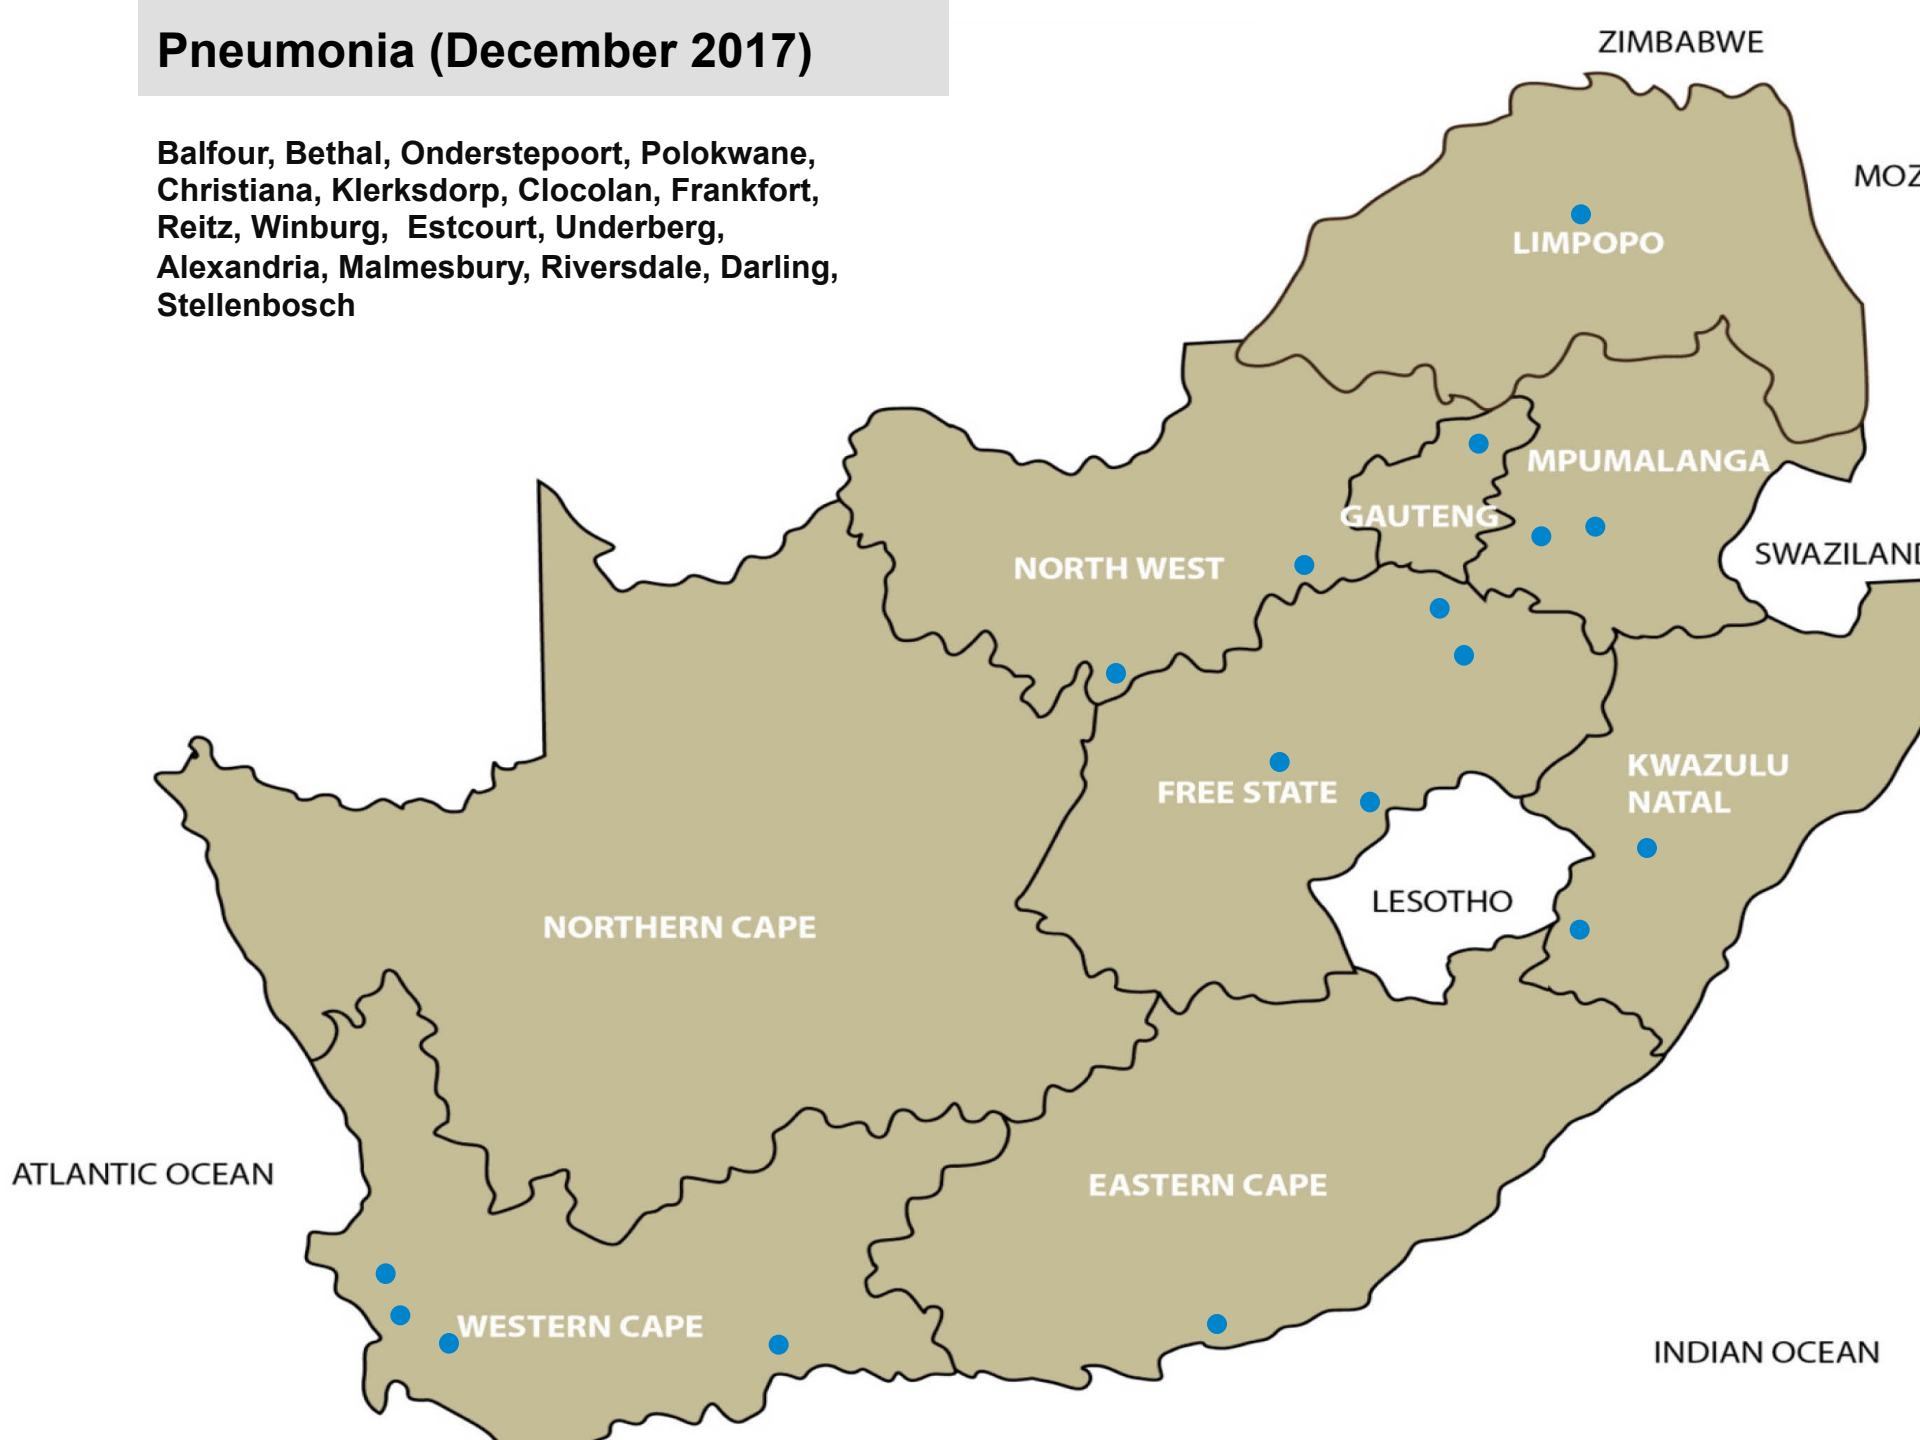 Pneumonia (December 2017)
Balfour, Bethal, Onderstepoort, Polokwane,
Christiana, Klerksdorp, Clocolan, Frankfort,
Reitz, Winburg,  Estcourt, Underberg,
Alexandria, Malmesbury, Riversdale, Darling,
Stellenbosch
ZIMBABWE
MOZ
LIMPOPO
MPUMALANGA
GAUTENG
SWAZILAND
NORTH WEST
KWAZULU
NATAL
FREE STATE
LESOTHO
NORTHERN CAPE
ATLANTIC OCEAN
EASTERN CAPE
WESTERN CAPE
INDIAN OCEAN